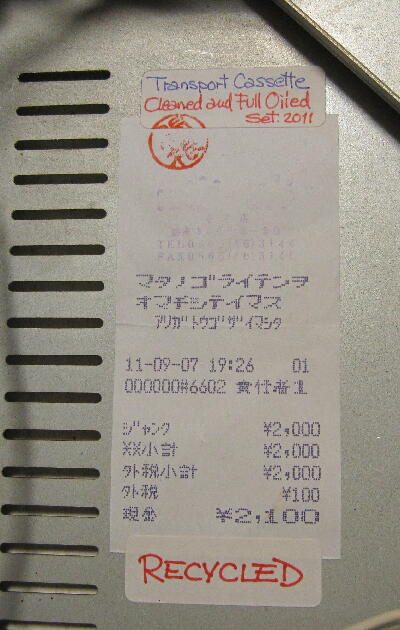 Transport Cassette
Cleaned and Full Oiled
Set. 2011
マタノゴライテンヲ
オマチシテイマス
アリガトウゴザイマシタ
11-09-07 19:26 01
000000#6602 責任者1
ジャンク ¥2,000
××小計 ¥2,000
外税小計 ¥2,000
外税 ¥100
現金 ¥2,100
RECYCLED